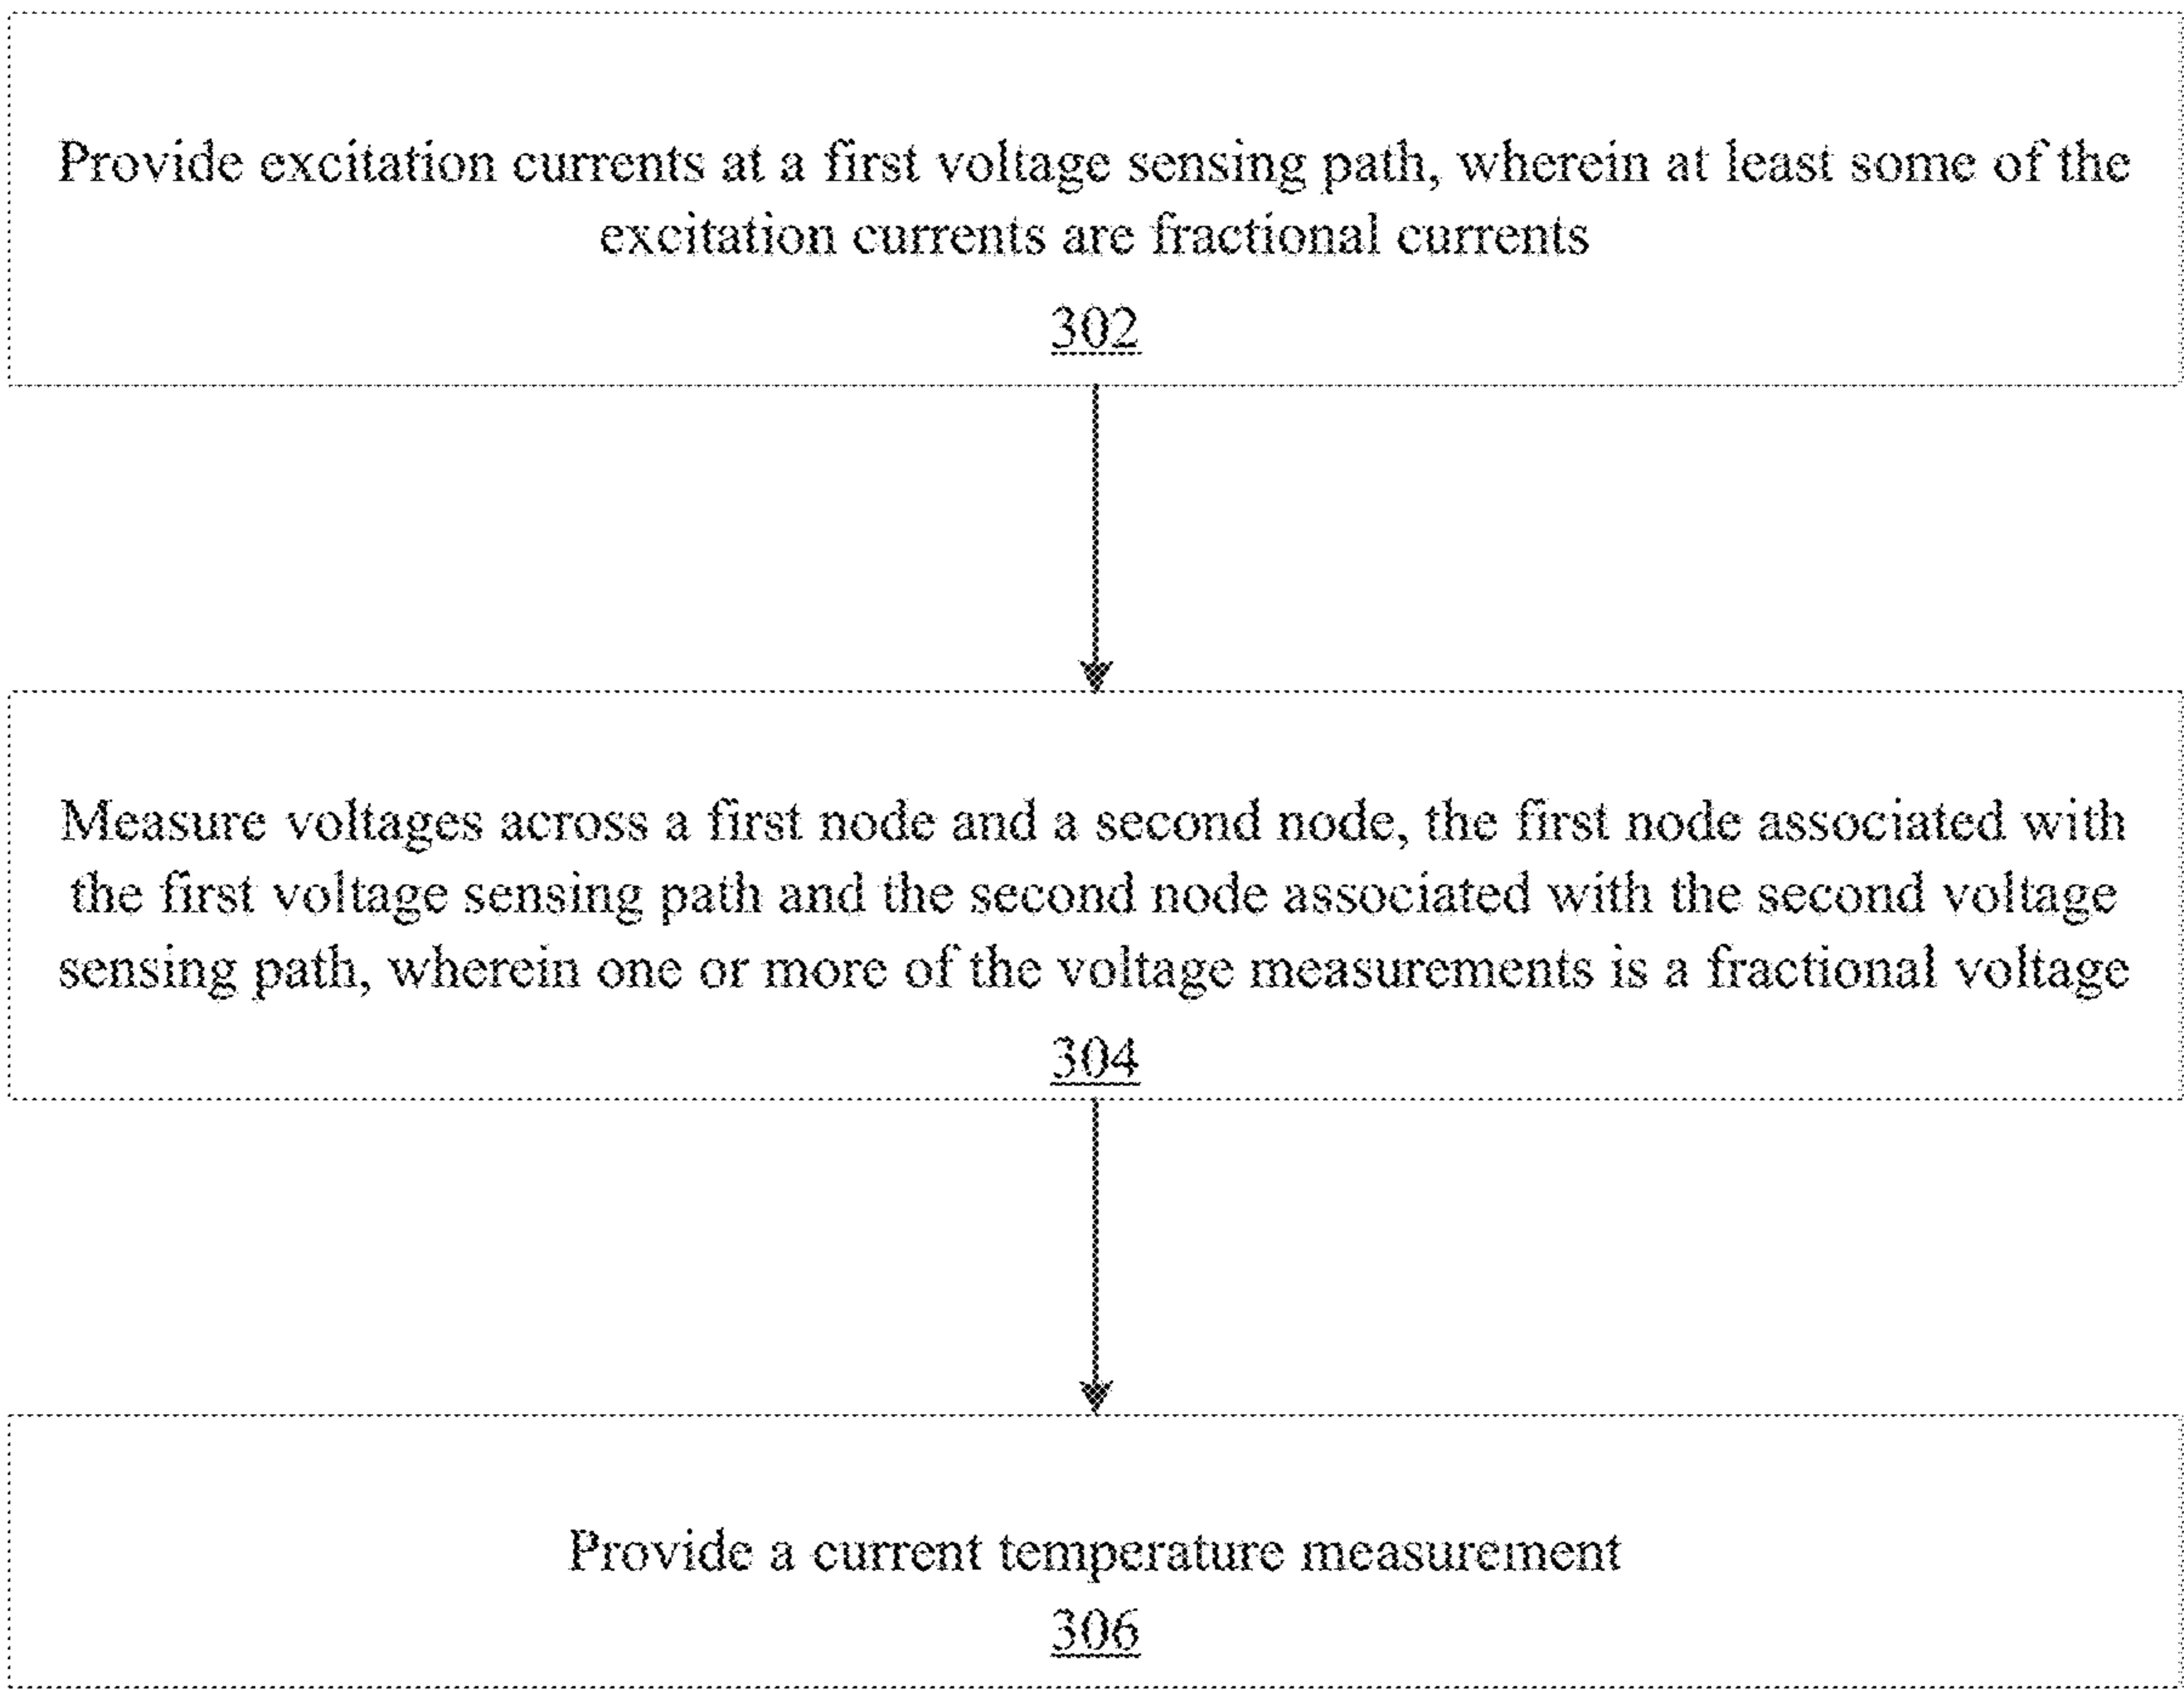 Provide excitation currents at a first voltage sensing path, wherein at least some of the
excitation currents are fractional currents
302
Measure voltages across a first node and a second node, the first node associated with
the first voltage sensing path and the second node associated with the second voltage
sensing path, wherein one or more of the voltage measurements is a fractional voltage
304
Provide a current temperature measurement
306